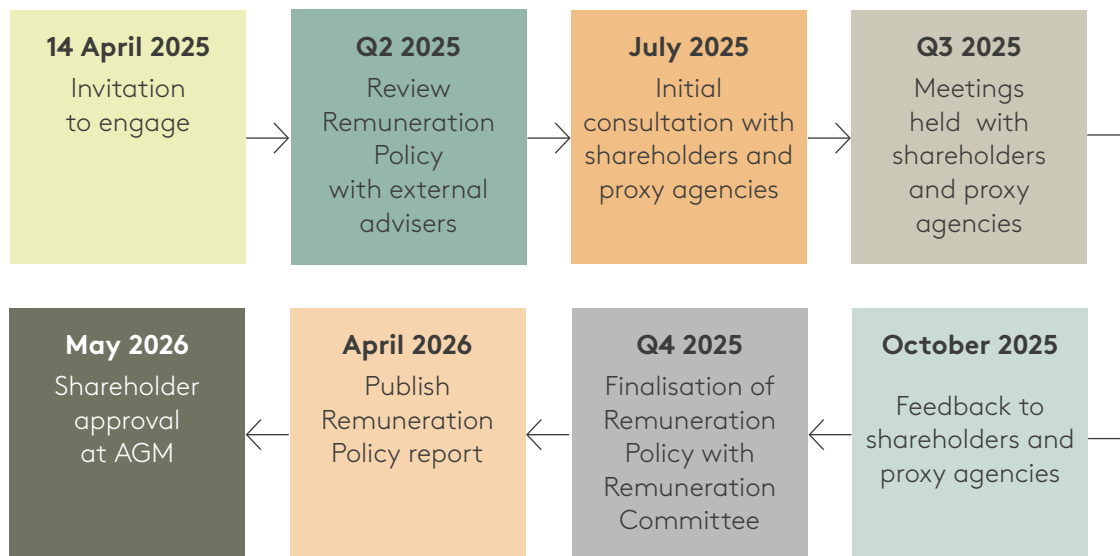 14 April 2025
Invitation
to engage
Q2 2025
Review
Remuneration
Policy
with external
advisers
July 2025
Initial
consultation with
shareholders and
proxy agencies
Q3 2025
Meetings
held with
shareholders
and proxy
agencies
October 2025
Feedback to
shareholders and
proxy agencies
Q4 2025
Finalisation of
Remuneration
Policy with
Remuneration
Committee
April 2026
Publish
Remuneration
Policy report
May 2026
Shareholder
approval
at AGM